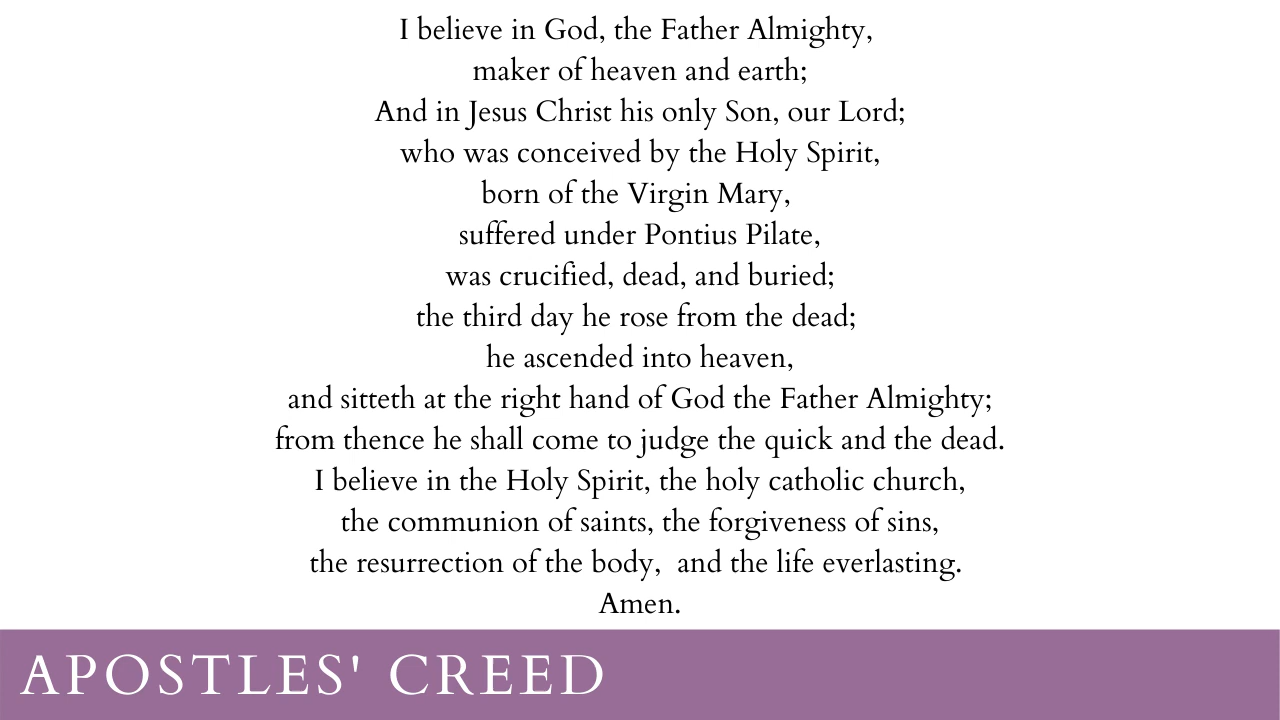 I believe in God, the Father Almighty,
maker of heaven and earth;
And in Jesus Christ his only Son, our Lord;
who was conceived by the Holy Spirit,
born of the Virgin Mary,
suffered under Pontius Pilate,
was crucified, dead, and buried;
the third day he rose from the dead;
he ascended into heaven,
and sitteth at the right hand of God the Father Almighty;
from thence he shall come to judge the quick and the dead.
I believe in the Holy Spirit, the holy catholic church,
the communion of saints, the forgiveness of sins,
the resurrection of the body,  and the life everlasting.
Amen.
APOSTLES' CREED